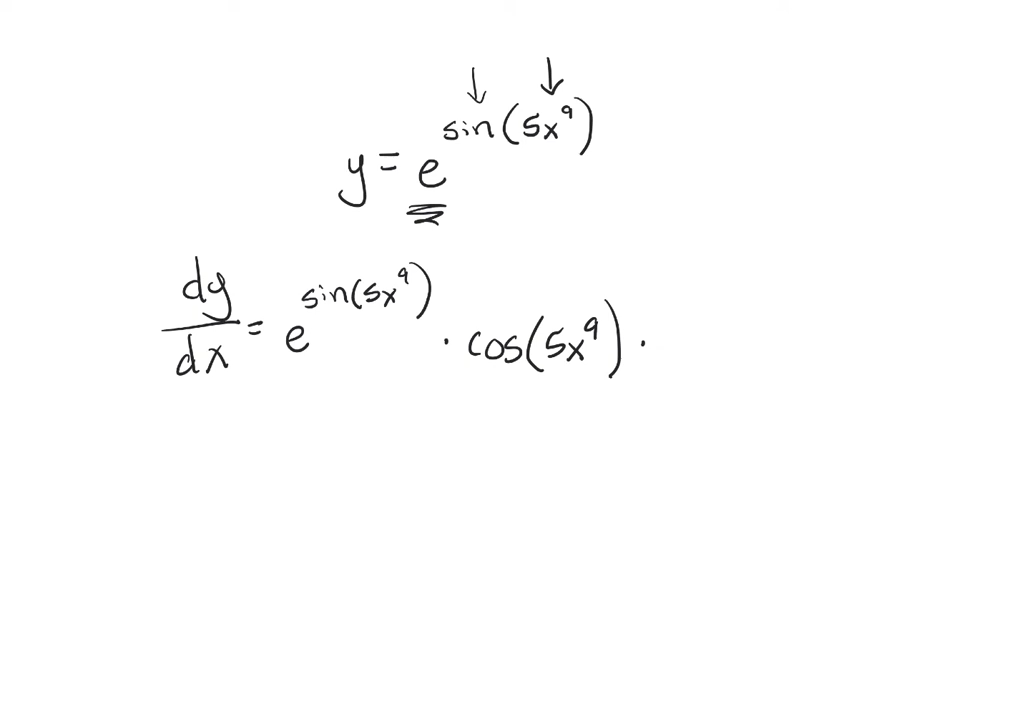 y = e^sin(5x^9)
dy/dx = e^sin(5x^9) · cos(5x^9) ·